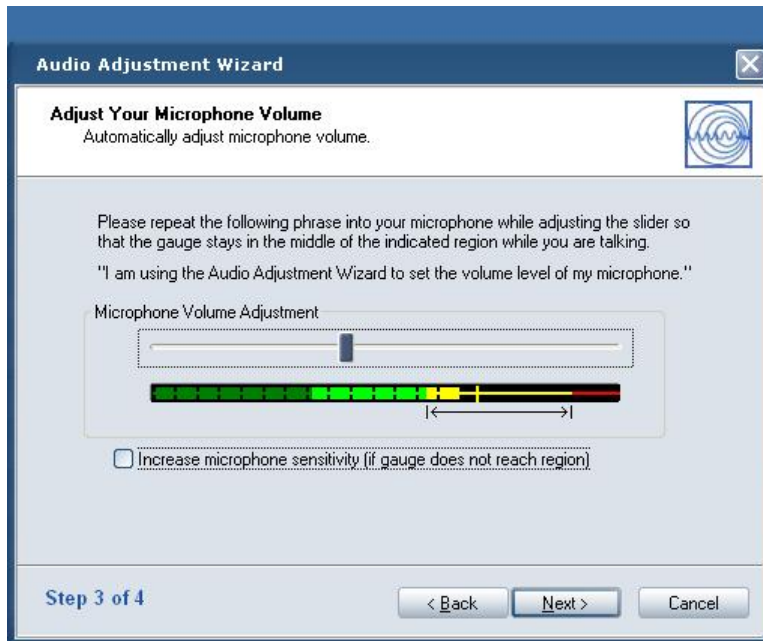 Audio Adjustment Wizard
Adjust Your Microphone Volume
Automatically adjust microphone volume.
Please repeat the following phrase into your microphone while adjusting the slider so
that the gauge stays in the middle of the indicated region while you are talking.
"I am using the Audio Adjustment Wizard to set the volume level of my microphone."
Microphone Volume Adjustment
Increase microphone sensitivity (if gauge does not reach region)
Step 3 of 4
< Back Next > Cancel